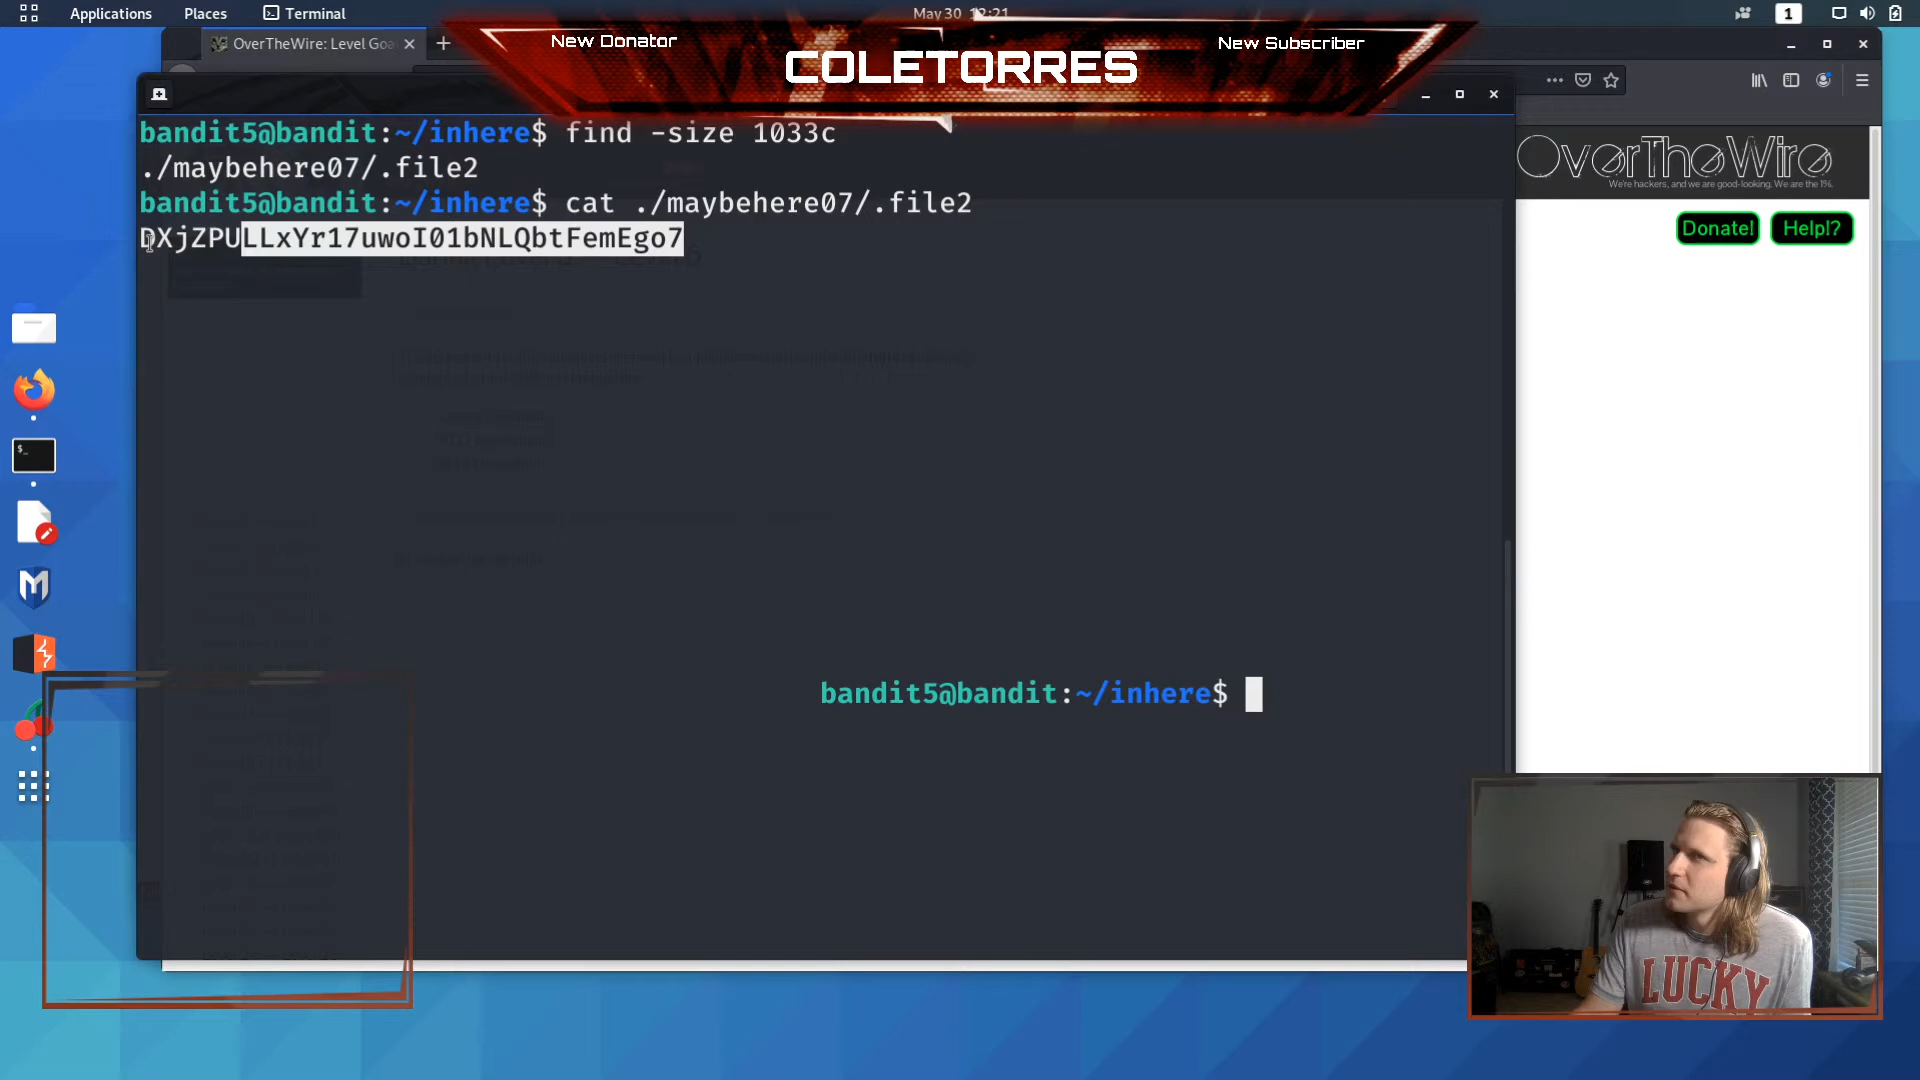 Applications Places Terminal May 30 12:21 1
OverTheWire: Level Goa
New Donator
COLETORRES
New Subscriber
bandit5@bandit:~/inhere$ find -size 1033c
./maybehere07/.file2
bandit5@bandit:~/inhere$ cat ./maybehere07/.file2
DXjZPULLxYr17uwoI01bNLQbtFemEgo7
bandit5@bandit:~/inhere$
OverTheWire
We're hackers, and we are good-looking. We are the 1%.
Donate! Help!?
LUCKY